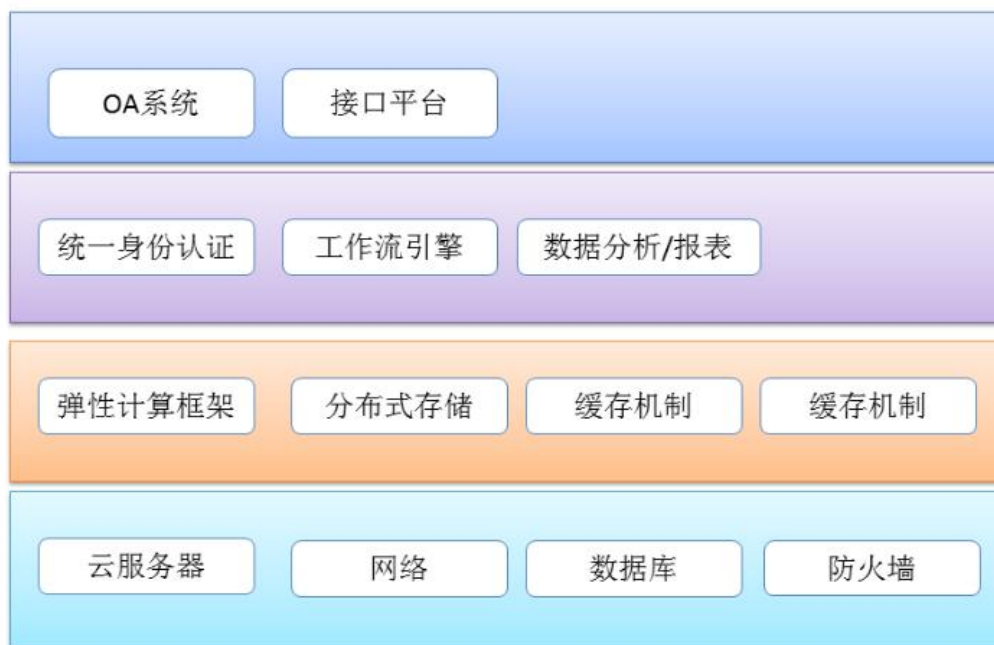 OA系统 接口平台
统一身份认证 工作流引擎 数据分析/报表
弹性计算框架 分布式存储 缓存机制 缓存机制
云服务器 网络 数据库 防火墙